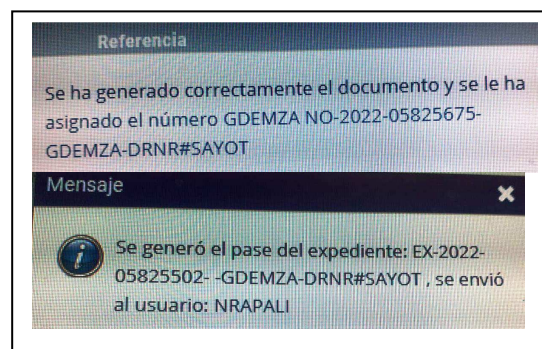 Referencia
Se ha generado correctamente el documento y se le ha
asignado el número GDEMZA NO-2022-05825675-
GDEMZA-DRNR#SAYOT
Mensaje
Se generó el pase del expediente: EX-2022-
05825502- -GDEMZA-DRNR#SAYOT , se envió
al usuario: NRAPALI